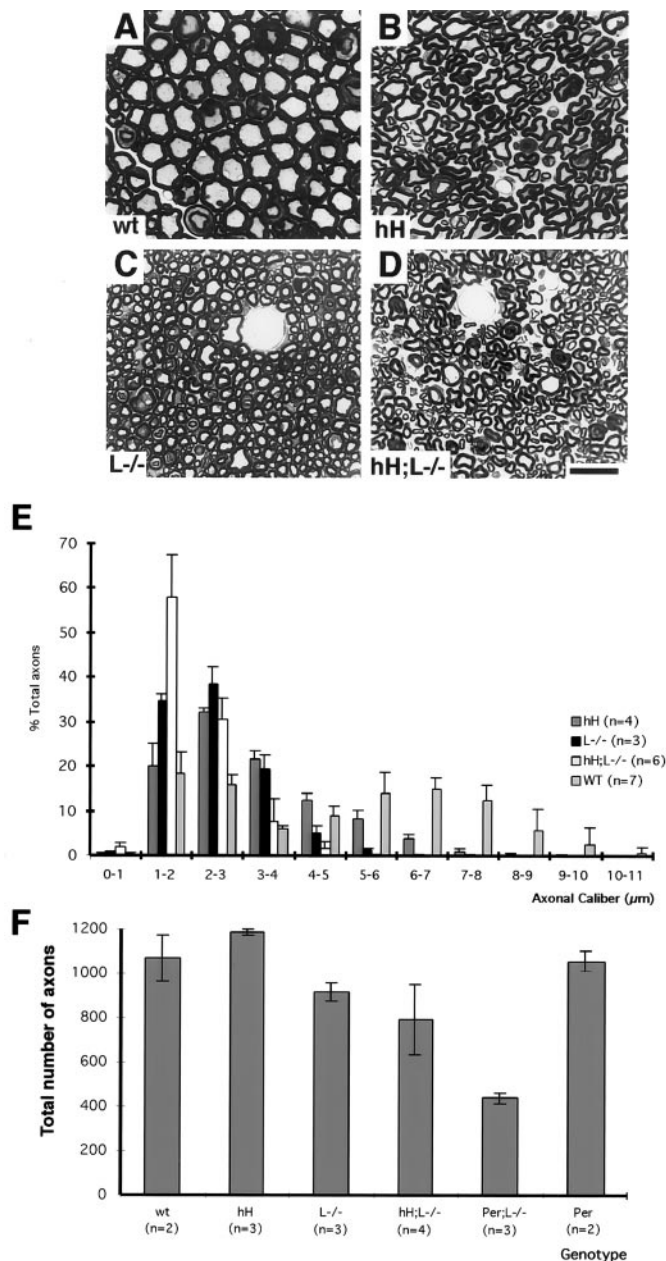 A
wt
B
hH
C
L-/-
D
hH;L-/-
E
70
60
50
40
30
20
10
0
% Total axons
hH (n=4)
L-/- (n=3)
hH;L-/- (n=6)
WT (n=7)
0-1 1-2 2-3 3-4 4-5 5-6 6-7 7-8 8-9 9-10 10-11
Axonal Caliber (µm)
F
1200
1000
800
600
400
200
0
Total number of axons
wt hH L-/- hH;L-/- Per;L-/- Per
(n=2) (n=3) (n=3) (n=4) (n=3) (n=2)
Genotype